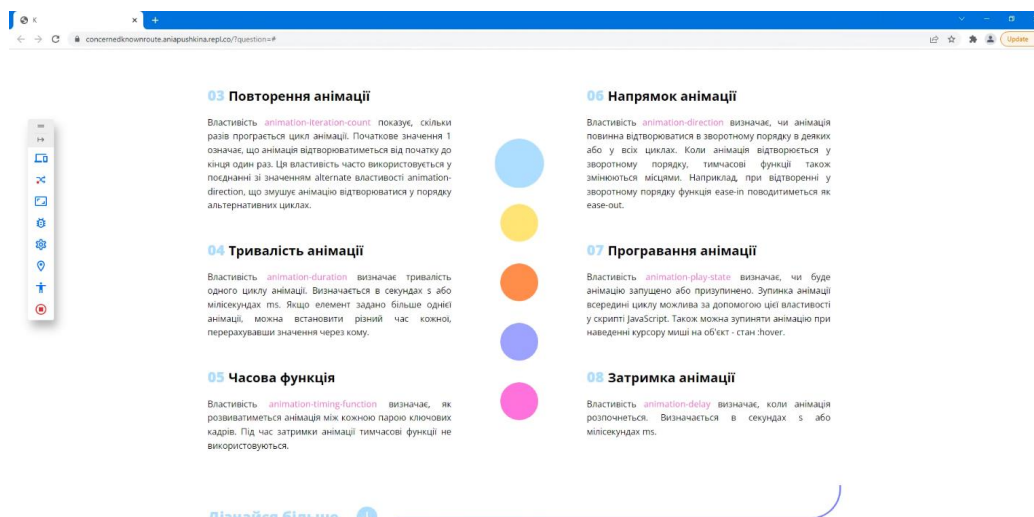 K
concernedknownroute.aniapushkina.repl.co/?question=#
Update
03 Повторення анімації
Властивість animation-iteration-count показує, скільки
разів програється цикл анімації. Початкове значення 1
означає, що анімація відтворюватиметься від початку до
кінця один раз. Ця властивість часто використовується у
поєднанні зі значенням alternate властивості animation-
direction, що змушує анімацію відтворюватися у порядку
альтернативних циклах.
04 Тривалість анімації
Властивість animation-duration визначає тривалість
одного циклу анімації. Визначається в секундах s або
мілісекундах ms. Якщо елемент задано більше однієї
анімації, можна встановити різний час кожної,
перерахувавши значення через кому.
05 Часова функція
Властивість animation-timing-function визначає, як
розвиватиметься анімація між кожною парою ключових
кадрів. Під час затримки анімації тимчасові функції не
використовуються.
06 Напрямок анімації
Властивість animation-direction визначає, чи анімація
повинна відтворюватися в зворотному порядку в деяких
або у всіх циклах. Коли анімація відтворюється у
зворотному порядку, тимчасові функції також
змінюються місцями. Наприклад, при відтворенні у
зворотному порядку функція ease-in поводитиметься як
ease-out.
07 Програвання анімації
Властивість animation-play-state визначає, чи буде
анімацію запущено або призупинено. Зупинка анімації
всередині циклу можлива за допомогою цієї властивості
у скрипті JavaScript. Також можна зупиняти анімацію при
наведенні курсору миші на об'єкт - стан :hover.
08 Затримка анімації
Властивість animation-delay визначає, коли анімація
розпочнеться. Визначається в секундах s або
мілісекундах ms.
Дізнайся більше